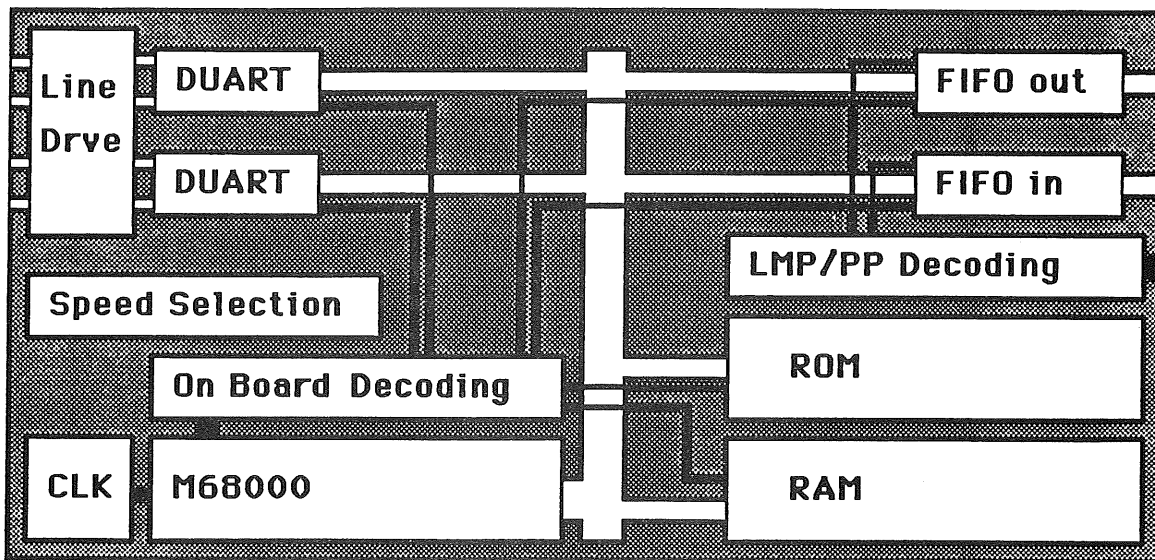 Line
Drve
DUART
DUART
FIFO out
FIFO in
LMP/PP Decoding
Speed Selection
On Board Decoding
ROM
CLK
M68000
RAM